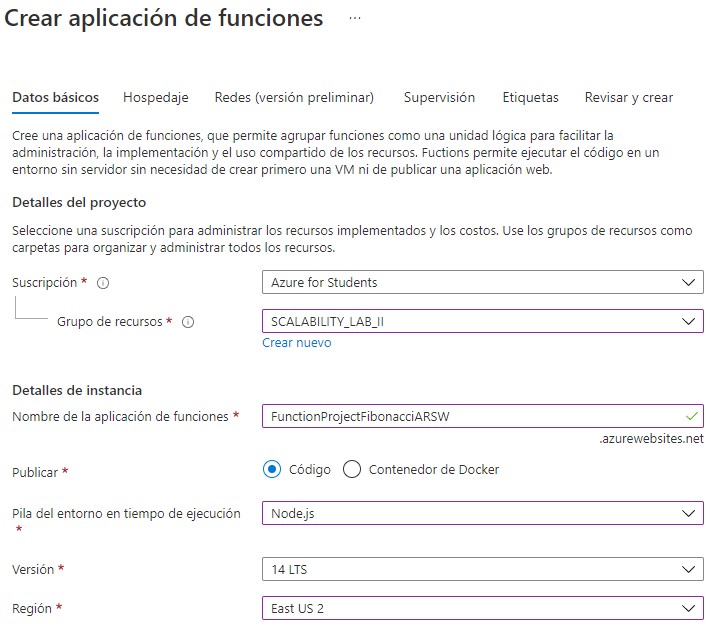 Crear aplicación de funciones ...
Datos básicos Hospedaje Redes (versión preliminar) Supervisión Etiquetas Revisar y crear
Cree una aplicación de funciones, que permite agrupar funciones como una unidad lógica para facilitar la
administración, la implementación y el uso compartido de los recursos. Fuctions permite ejecutar el código en un
entorno sin servidor sin necesidad de crear primero una VM ni de publicar una aplicación web.
Detalles del proyecto
Seleccione una suscripción para administrar los recursos implementados y los costos. Use los grupos de recursos como
carpetas para organizar y administrar todos los recursos.
Suscripción * Azure for Students
Grupo de recursos * SCALABILITY_LAB_II
Crear nuevo
Detalles de instancia
Nombre de la aplicación de funciones * FunctionProjectFibonacciARSW
.azurewebsites.net
Publicar * Código Contenedor de Docker
Pila del entorno en tiempo de ejecución Node.js
*
Versión * 14 LTS
Región * East US 2